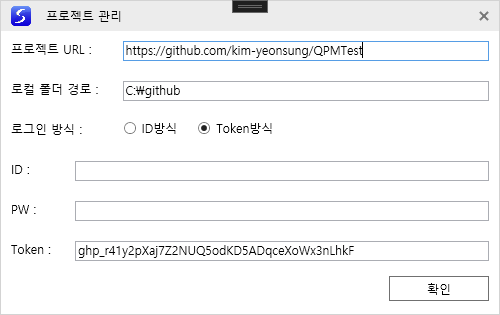 프로젝트 관리
프로젝트 URL : https://github.com/kim-yeonsung/QPMTest
로컬 폴더 경로 : C:₩github
로그인 방식 : ID방식 Token방식
ID :
PW :
Token : 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
확인